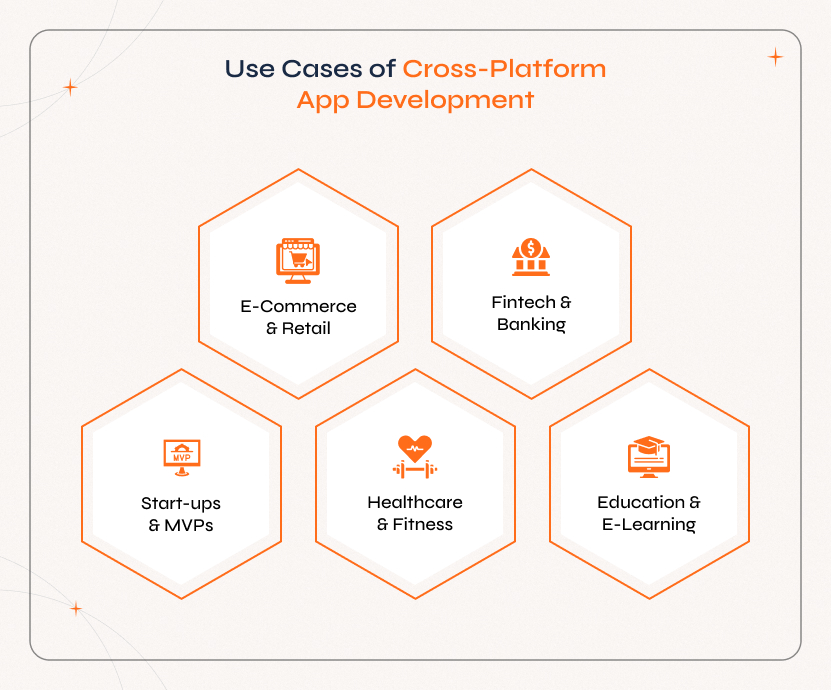 Use Cases of Cross-Platform
App Development
E-Commerce
& Retail
Fintech &
Banking
MVP
Start-ups
& MVPs
Healthcare
& Fitness
Education &
E-Learning